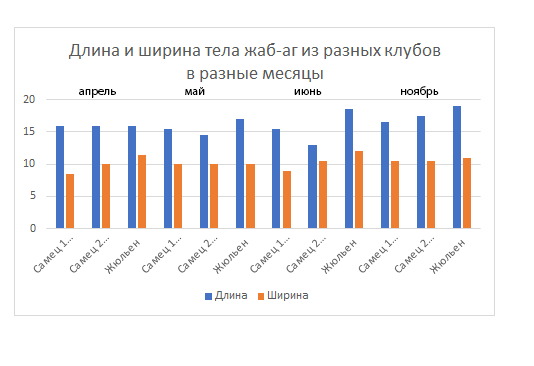 Длина и ширина тела жаб-аг из разных клубов
в разные месяцы
апрель май июнь ноябрь
20
15
10
5
0
Самец 1... Самец 2... Жюльен Самец 1... Самец 2... Жюльен Самец 1... Самец 2... Жюльен Самец 1... Самец 2... Жюльен
Длина Ширина